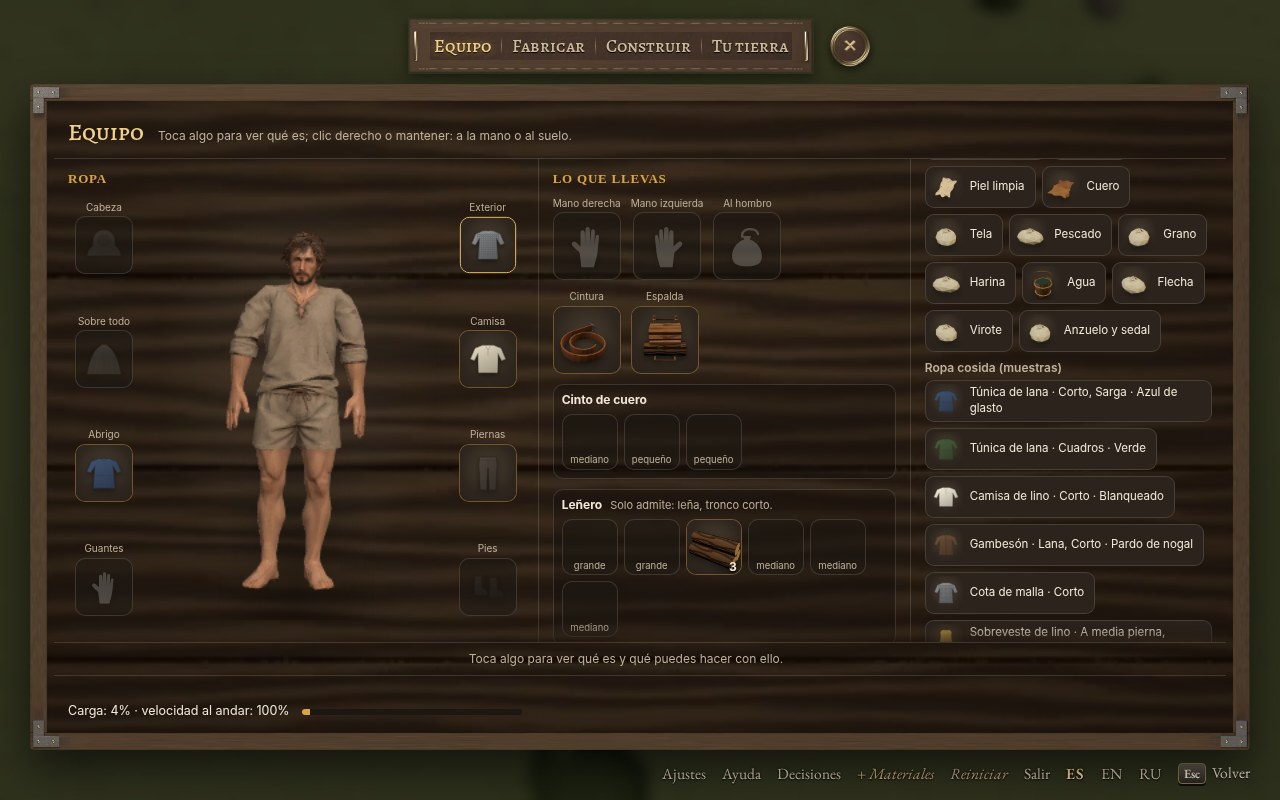 Equipo Fabricar Construir Tu tierra ×
Equipo Toca algo para ver qué es; clic derecho o mantener: a la mano o al suelo.
ROPA
Cabeza
Exterior
Sobre todo
Camisa
Abrigo
Piernas
Guantes
Pies
LO QUE LLEVAS
Mano derecha Mano izquierda Al hombro
Cintura Espalda
Cinto de cuero
mediano pequeño pequeño
Leñero Solo admite: leña, tronco corto.
3
grande grande mediano mediano
mediano
Piel limpia Cuero
Tela Pescado Grano
Harina Agua Flecha
Virote Anzuelo y sedal
Ropa cosida (muestras)
Túnica de lana · Corto, Sarga · Azul de
glasto
Túnica de lana · Cuadros · Verde
Camisa de lino · Corto · Blanqueado
Gambesón · Lana, Corto · Pardo de nogal
Cota de malla · Corto
Sobreveste de lino · A media pierna,
Toca algo para ver qué es y qué puedes hacer con ello.
Carga: 4% · velocidad al andar: 100%
Ajustes Ayuda Decisiones + Materiales Reiniciar Salir ES EN RU Esc Volver